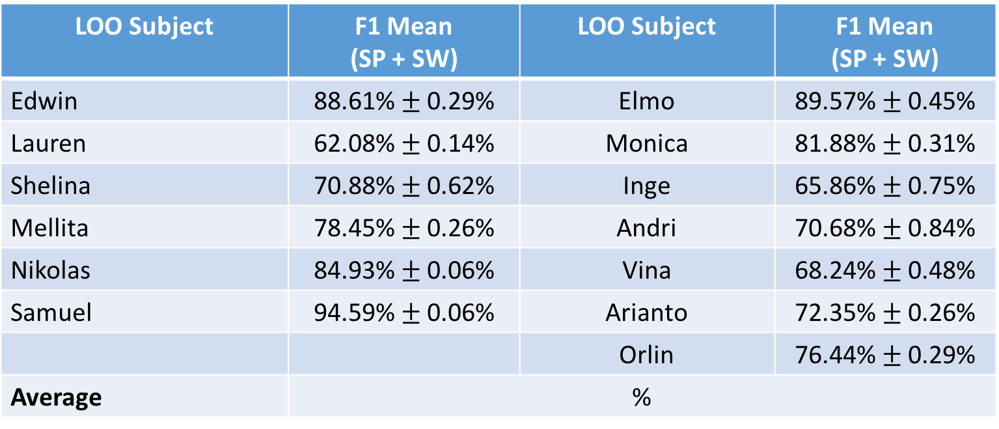 LOO Subject F1 Mean (SP + SW) LOO Subject F1 Mean (SP + SW)
Edwin 88.61% ± 0.29% Elmo 89.57% ± 0.45%
Lauren 62.08% ± 0.14% Monica 81.88% ± 0.31%
Shelina 70.88% ± 0.62% Inge 65.86% ± 0.75%
Mellita 78.45% ± 0.26% Andri 70.68% ± 0.84%
Nikolas 84.93% ± 0.06% Vina 68.24% ± 0.48%
Samuel 94.59% ± 0.06% Arianto 72.35% ± 0.26%
Orlin 76.44% ± 0.29%
Average %